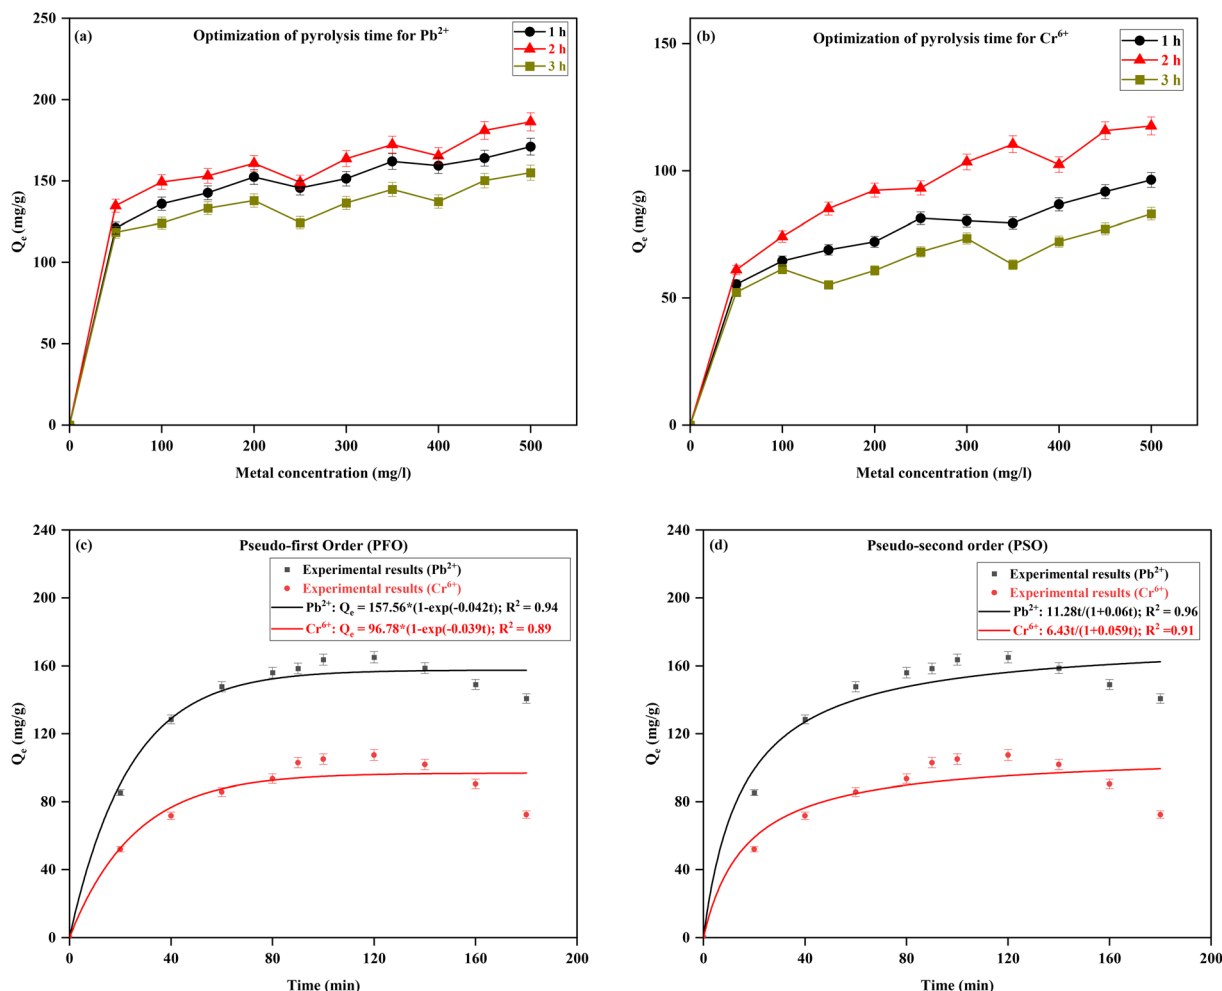 (a)
Optimization of pyrolysis time for Pb²⁺
1 h
2 h
3 h
250
200
150
100
50
0
Qₑ (mg/g)
0 100 200 300 400 500
Metal concentration (mg/l)
(b)
Optimization of pyrolysis time for Cr⁶⁺
1 h
2 h
3 h
150
100
50
0
Qₑ (mg/g)
0 100 200 300 400 500
Metal concentration (mg/l)
(c)
Pseudo-first Order (PFO)
Experimental results (Pb²⁺)
Experimental results (Cr⁶⁺)
Pb²⁺: Qₑ = 157.56*(1-exp(-0.042t); R² = 0.94
Cr⁶⁺: Qₑ = 96.78*(1-exp(-0.039t); R² = 0.89
240
200
160
120
80
40
0
Qₑ (mg/g)
0 40 80 120 160 200
Time (min)
(d)
Pseudo-second order (PSO)
Experimental results (Pb²⁺)
Experimental results (Cr⁶⁺)
Pb²⁺: 11.28t/(1+0.06t); R² = 0.96
Cr⁶⁺: 6.43t/(1+0.059t); R² =0.91
240
200
160
120
80
40
0
Qₑ (mg/g)
0 40 80 120 160 200
Time (min)